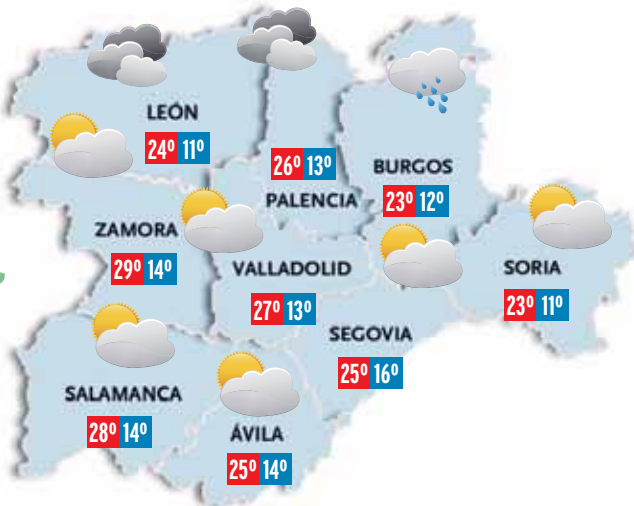 LEÓN
24º 11º
26º 13º
PALENCIA
BURGOS
23º 12º
ZAMORA
29º 14º
VALLADOLID
27º 13º
SORIA
23º 11º
SEGOVIA
25º 16º
SALAMANCA
28º 14º
ÁVILA
25º 14º